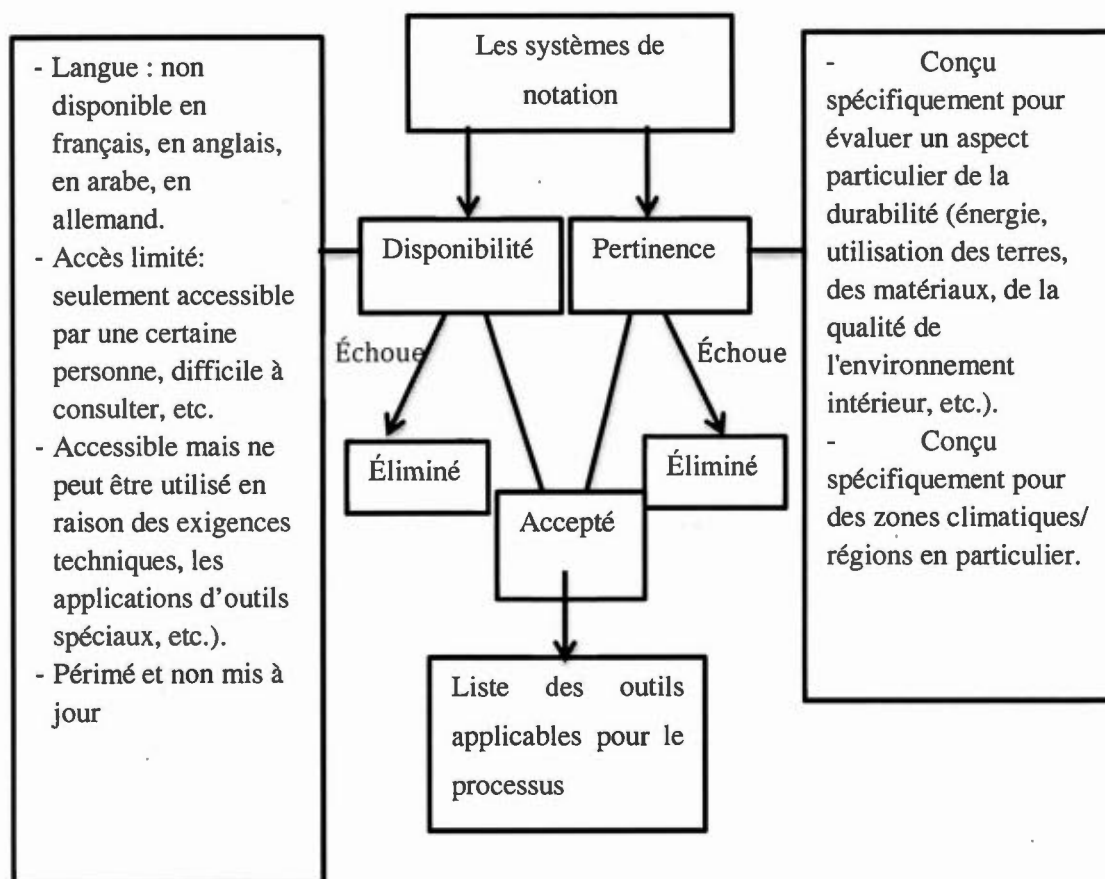 Les systèmes de
notation
- Langue : non
disponible en
français, en anglais,
en arabe, en
allemand.
- Accès limité:
seulement accessible
par une certaine
personne, difficile à
consulter, etc.
- Accessible mais ne
peut être utilisé en
raison des exigences
techniques, les
applications d'outils
spéciaux, etc.).
- Périmé et non mis à
jour
Disponibilité
Pertinence
- Conçu
spécifiquement pour
évaluer un aspect
particulier de la
durabilité (énergie,
utilisation des terres,
des matériaux, de la
qualité de
l'environnement
intérieur, etc.).
- Conçu
spécifiquement pour
des zones climatiques/
régions en particulier.
Échoue
Échoue
Éliminé
Éliminé
Accepté
Liste des outils
applicables pour le
processus